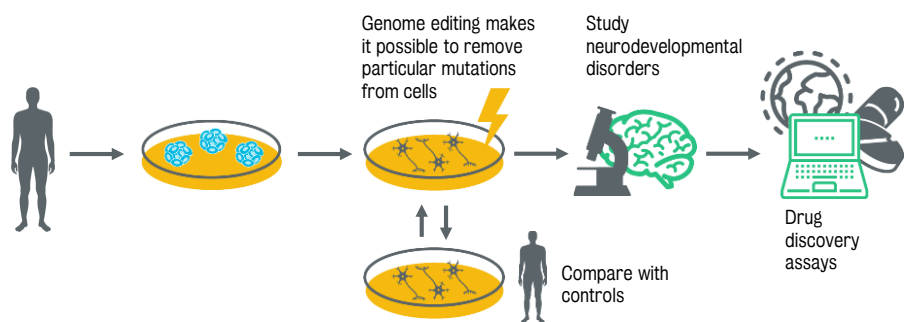 Genome editing makes
it possible to remove
particular mutations
from cells
Study
neurodevelopmental
disorders
Compare with
controls
Drug
discovery
assays